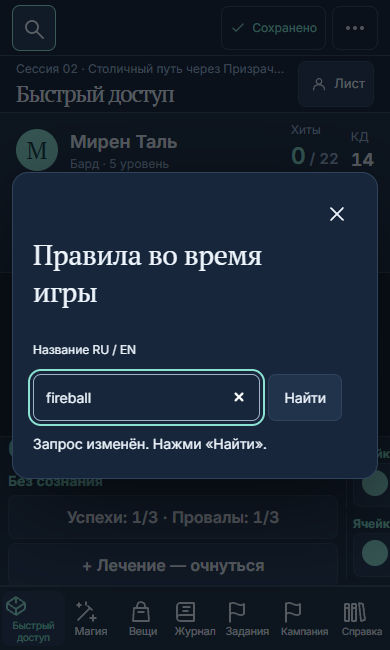 Сохранено
Сессия 02 · Столичный путь через Призрач...
Быстрый доступ
Лист
М
Мирен Таль
Бард · 5 уровень
Хиты
0 / 22
КД
14
Правила во время
игры
Название RU / EN
fireball
Найти
Запрос изменён. Нажми «Найти».
Без сознания
Успехи: 1/3 · Провалы: 1/3
+ Лечение — очнуться
Быстрый
доступ
Магия
Вещи
Журнал
Задания
Кампания
Справка